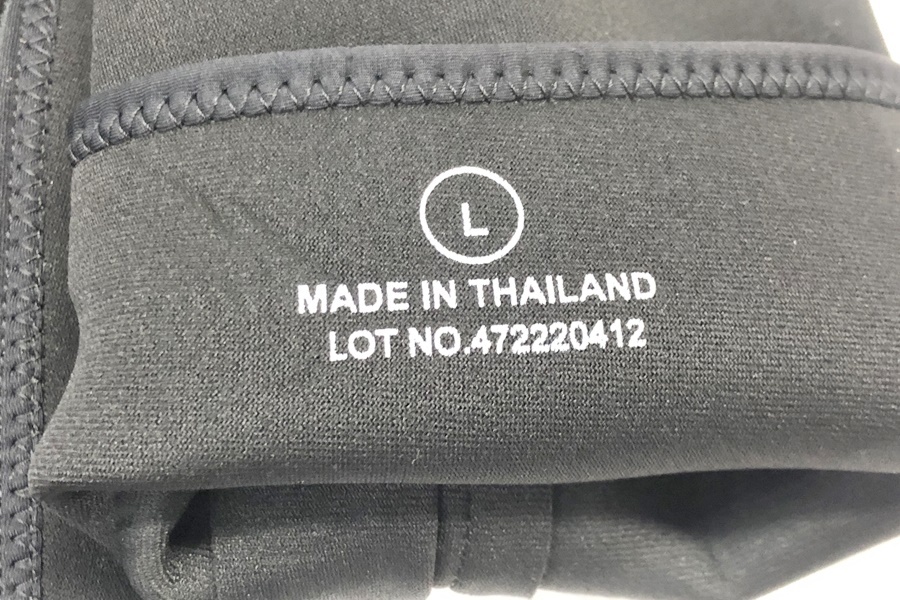 L
MADE IN THAILAND
LOT NO.472220412